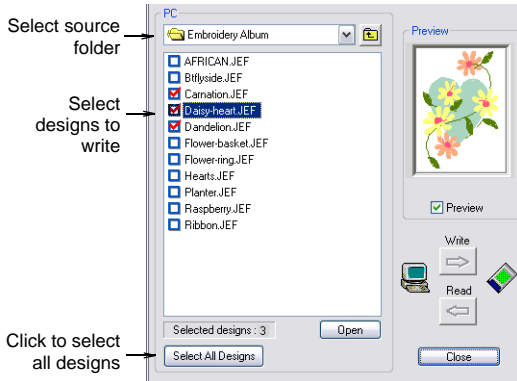 Select source
folder
Select
designs to
write
Click to select
all designs
PC
Embroidery Album
AFRICAN.JEF
Btflyside.JEF
Carnation.JEF
Daisy-heart.JEF
Dandelion.JEF
Flower-basket.JEF
Flower-ring.JEF
Hearts.JEF
Planter.JEF
Raspberry.JEF
Ribbon.JEF
Selected designs : 3
Open
Select All Designs
Preview
Preview
Write
Read
Close